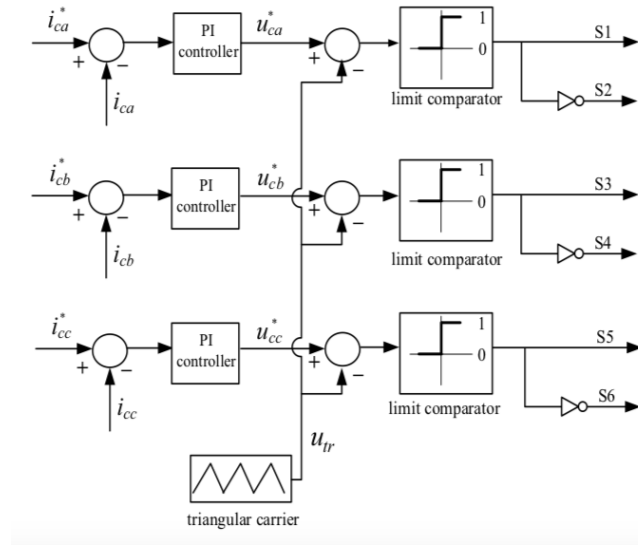 i*ca
+
−
ica
PI
controller
u*ca
+
−
1
0
limit comparator
S1
S2
i*cb
+
−
icb
PI
controller
u*cb
+
−
1
0
limit comparator
S3
S4
i*cc
+
−
icc
PI
controller
u*cc
+
−
1
0
limit comparator
S5
S6
utr
triangular carrier